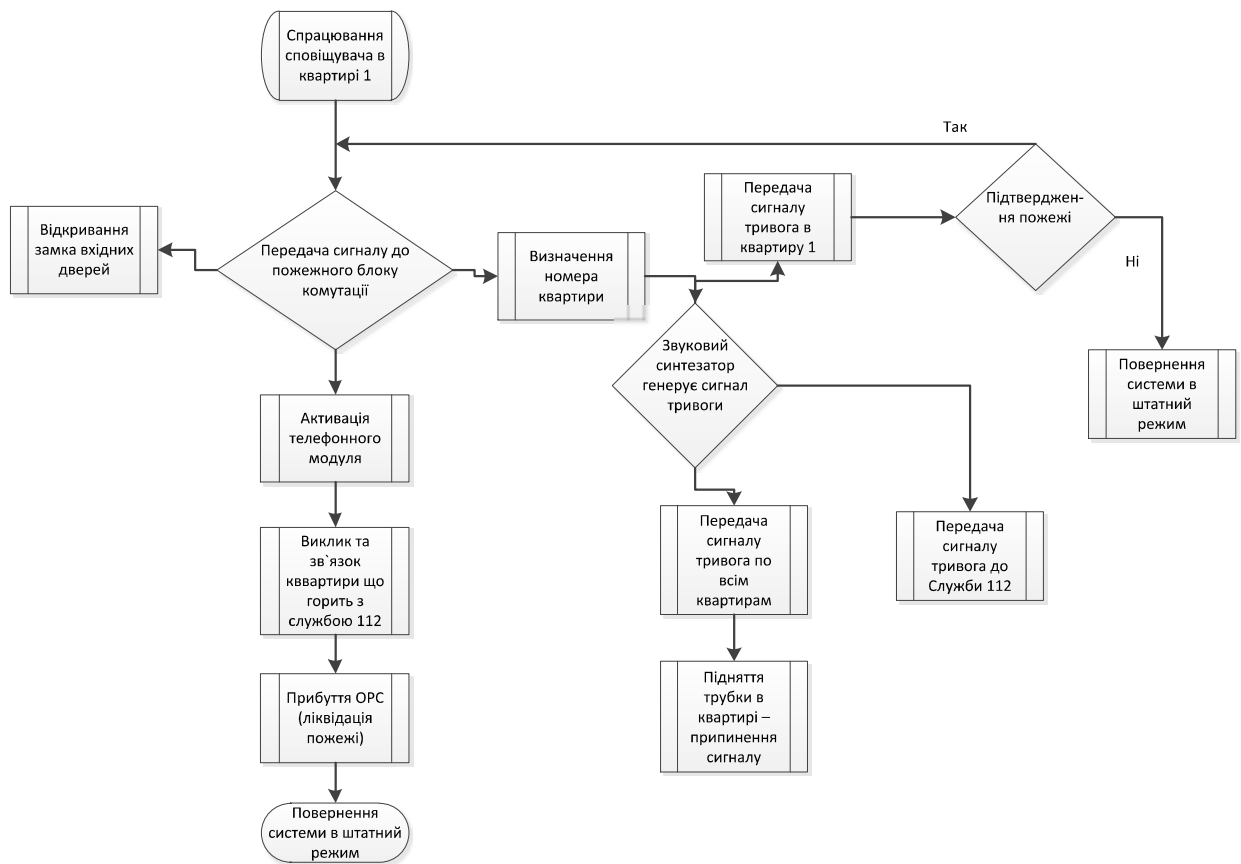 Спрацювання
сповіщувача в
квартирі 1
Так
Передача
сигналу
тривога в
квартиру 1
Підтверджен-
ня пожежі
Відкривання
замка вхідних
дверей
Передача сигналу до
пожежного блоку
комутації
Визначення
номера
квартири
Ні
Звуковий
синтезатор
генерує сигнал
тривоги
Повернення
системи в
штатний
режим
Активація
телефонного
модуля
Передача
сигналу
тривога по
всім
квартирам
Передача
сигналу
тривога до
Служби 112
Виклик та
зв`язок
кввартири що
горить з
службою 112
Підняття
трубки в
квартирі –
припинення
сигналу
Прибуття ОРС
(ліквідація
пожежі)
Повернення
системи в штатний
режим